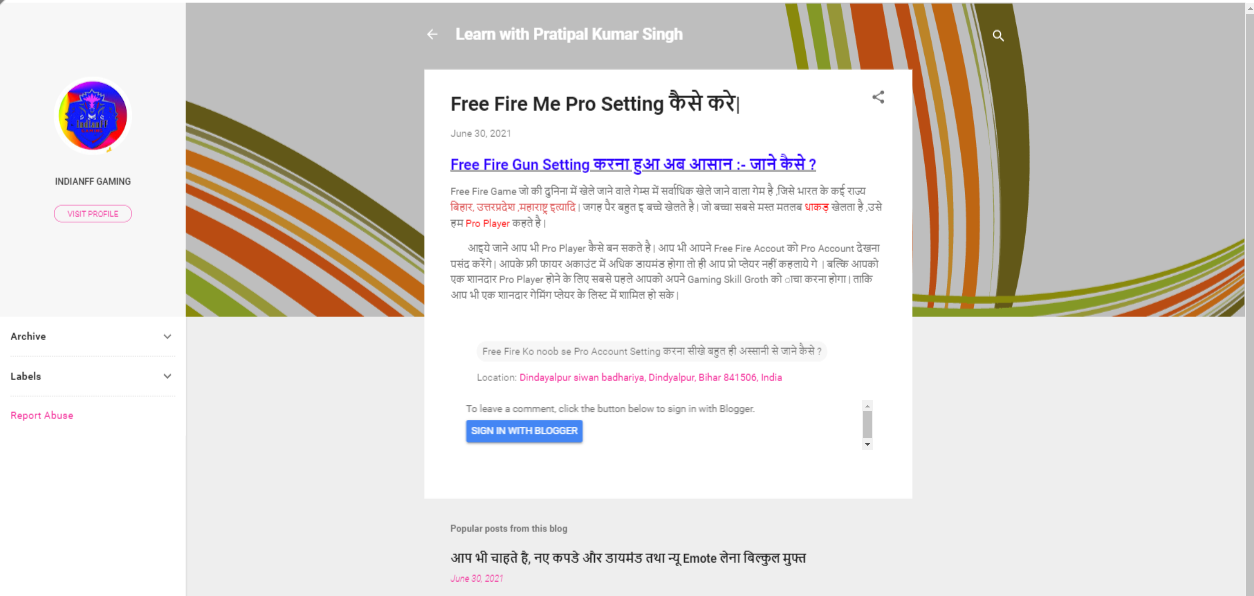 Learn with Pratipal Kumar Singh
INDIANFF GAMING
VISIT PROFILE
Archive
Labels
Report Abuse
Free Fire Me Pro Setting कैसे करे|
June 30, 2021
Free Fire Gun Setting करना हुआ अब आसान :- जाने कैसे ?
Free Fire Game जो की दुनिना में खेले जाने वाले गेम्स में सर्वाधिक खेले जाने वाला गेम है ,जिसे भारत के कई राज्य
बिहार, उत्तरप्रदेश ,महाराष्ट्र इत्यादि | जगह पैर बहुत इ बच्चे खेलते है | जो बच्चा सबसे मस्त मतलब धाकड़ खेलता है ,उसे
हम Pro Player कहते है |
आइये जाने आप भी Pro Player कैसे बन सकते है | आप भी आपने Free Fire Accout को Pro Account देखना
पसंद करेंगे | आपके फ्री फायर अकाउंट में अधिक डायमंड होगा तो ही आप प्रो प्लेयर नहीं कहलाये गे । बल्कि आपको
एक शानदार Pro Player होने के लिए सबसे पहले आपको अपने Gaming Skill Groth को ाचा करना होगा | ताकि
आप भी एक शानदार गेमिंग प्लेयर के लिस्ट में शामिल हो सके |
Free Fire Ko noob se Pro Account Setting करना सीखे बहुत ही अस्सानी से जाने कैसे ?
Location: Dindayalpur siwan badhariya, Dindyalpur, Bihar 841506, India
To leave a comment, click the button below to sign in with Blogger.
SIGN IN WITH BLOGGER
Popular posts from this blog
आप भी चाहते है, नए कपडे और डायमंड तथा न्यू Emote लेना बिल्कुल मुफ्त
June 30, 2021